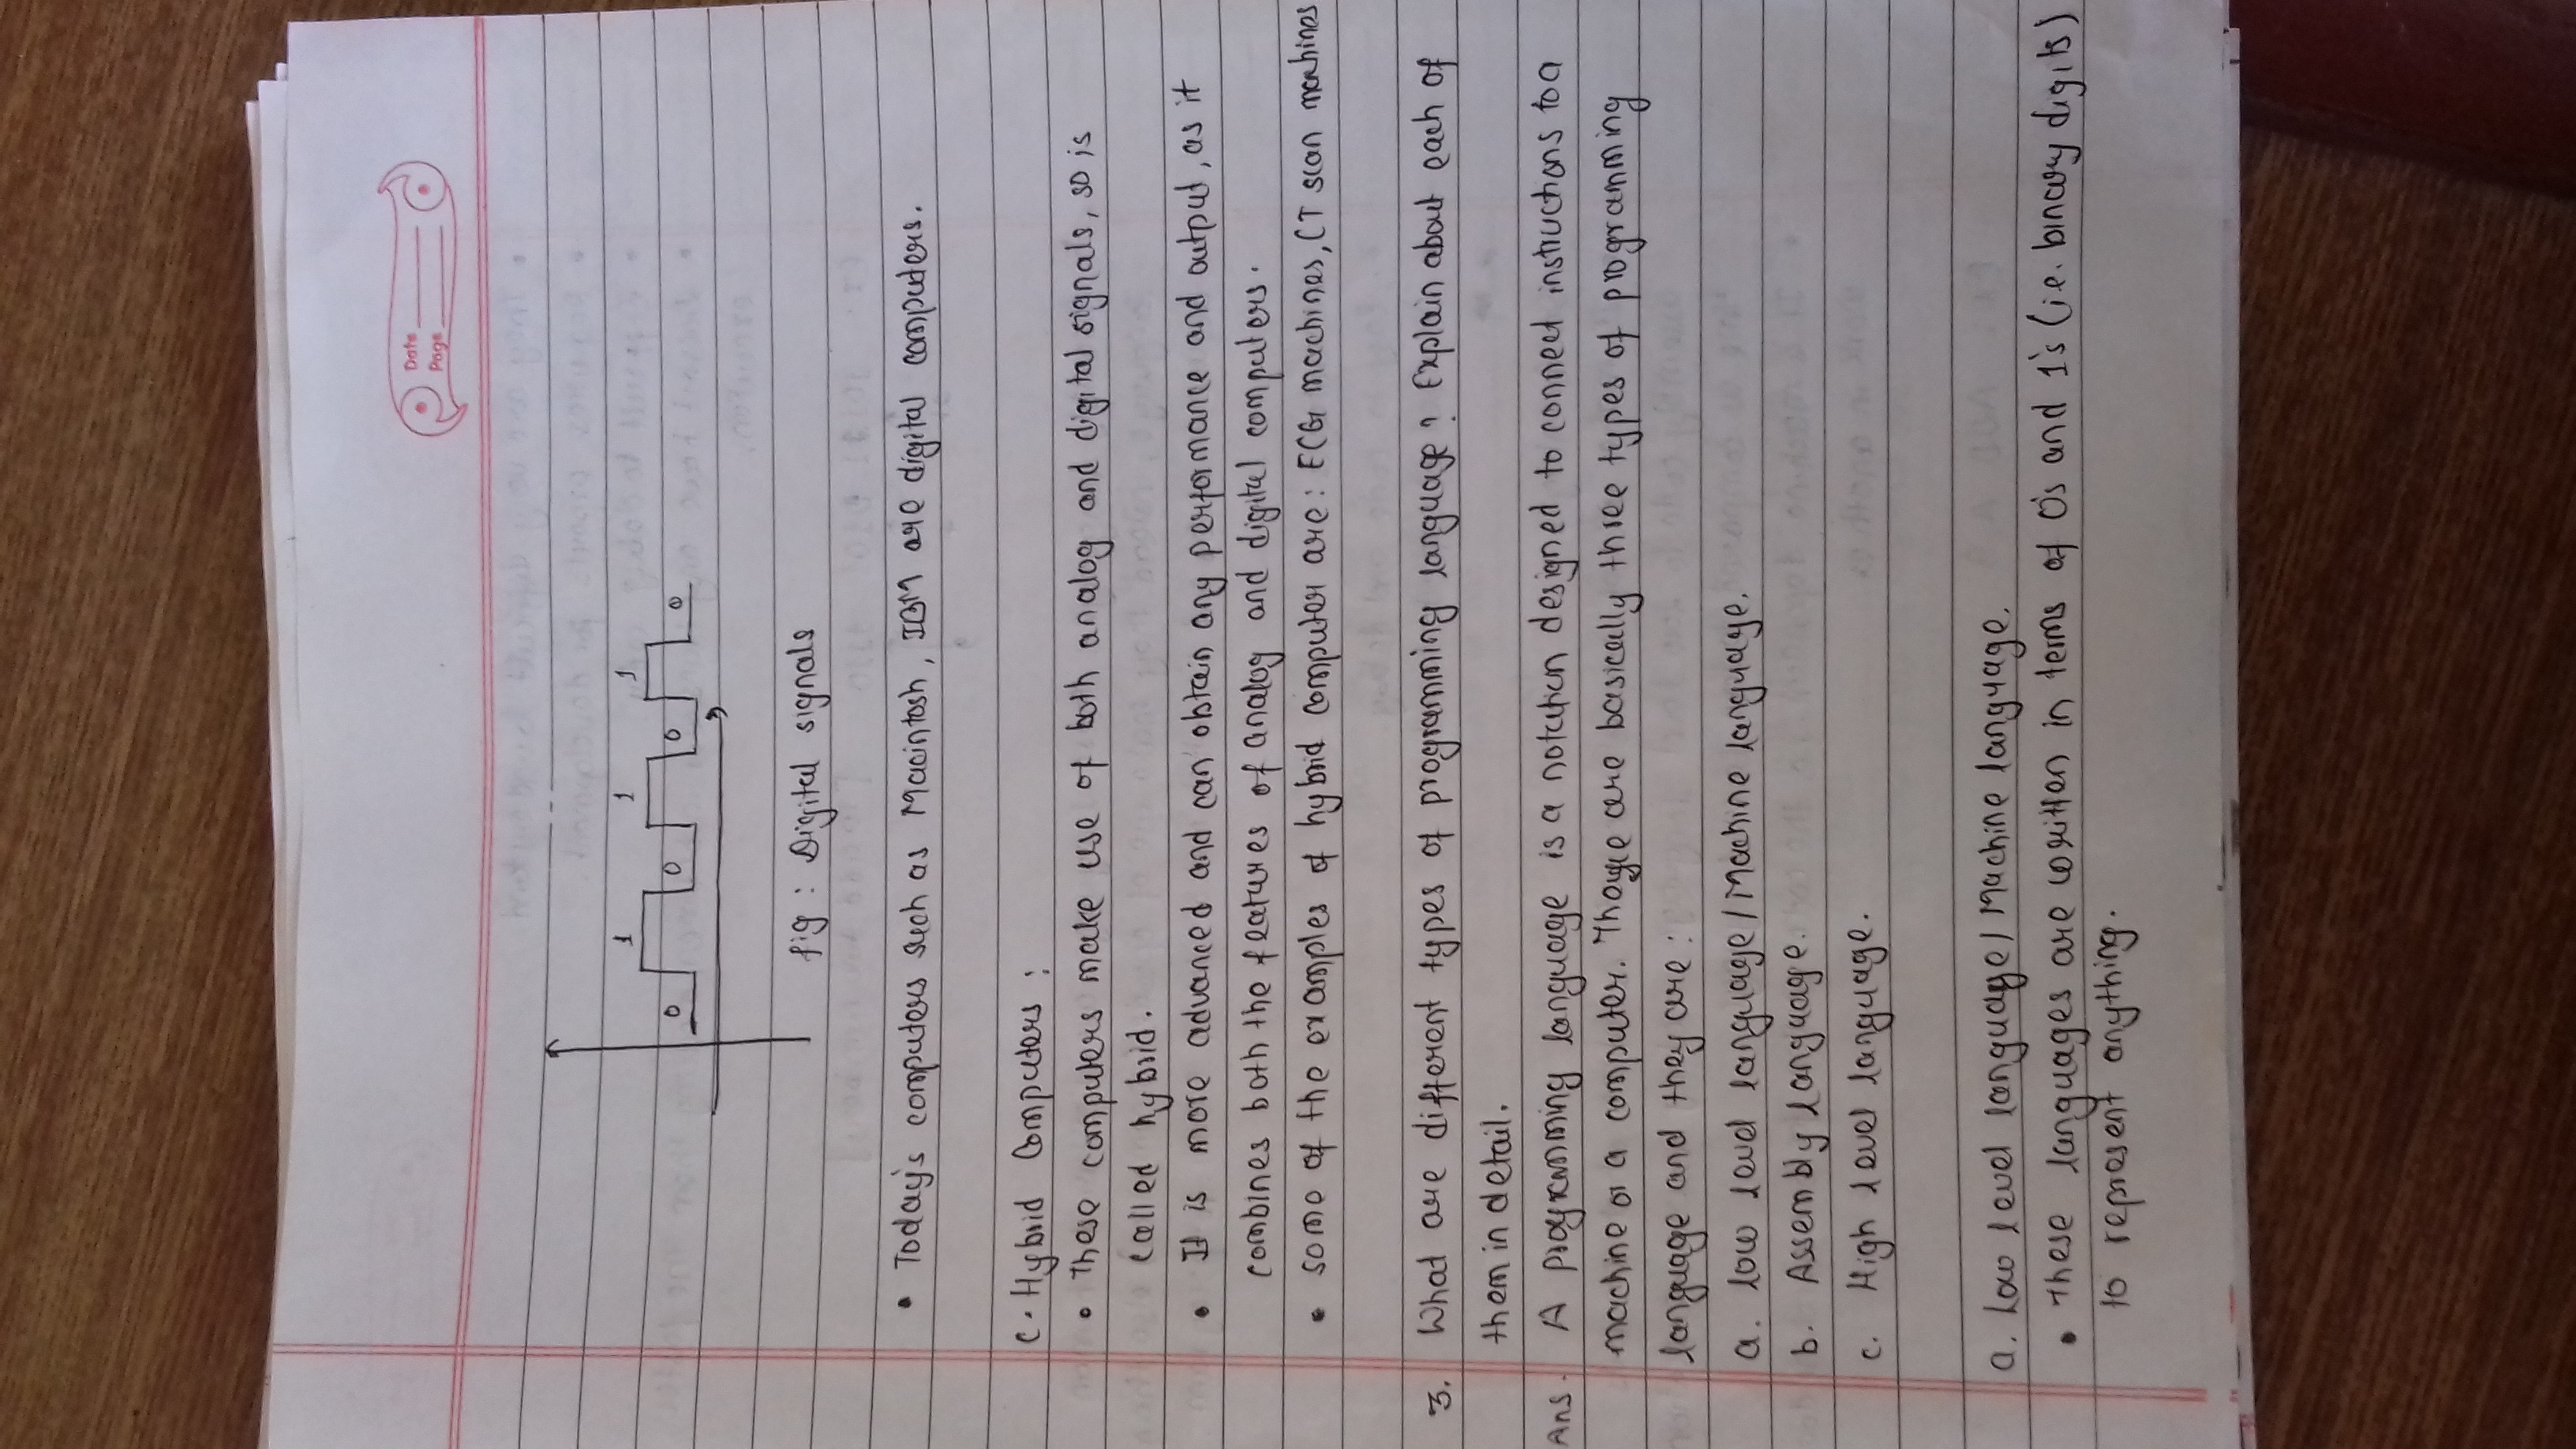 Date
Page
1 1 1
0 0 0 0
fig : Digital signals
• Today's computers such as Macintosh, IBM are digital computers.
C. Hybrid Computers :
• These computers make use of both analog and digital signals, so is
called hybrid.
• It is more advanced and can obtain any performance and output, as it
combines both the features of analog and digital computers.
• some of the examples of hybrid computer are: ECG machines, CT scan machines
3. What are different types of programming language? Explain about each of
them in detail.
Ans. A programming language is a notation designed to connect instructions to a
machine or a computer. are basically three types of programming
language and they are:
a. low level language/Machine language.
b. Assembly language.
c. High level language.
a. Low level language/Machine language.
• These languages are written in terms of 0's and 1's (i.e. binary digits)
to represent anything.